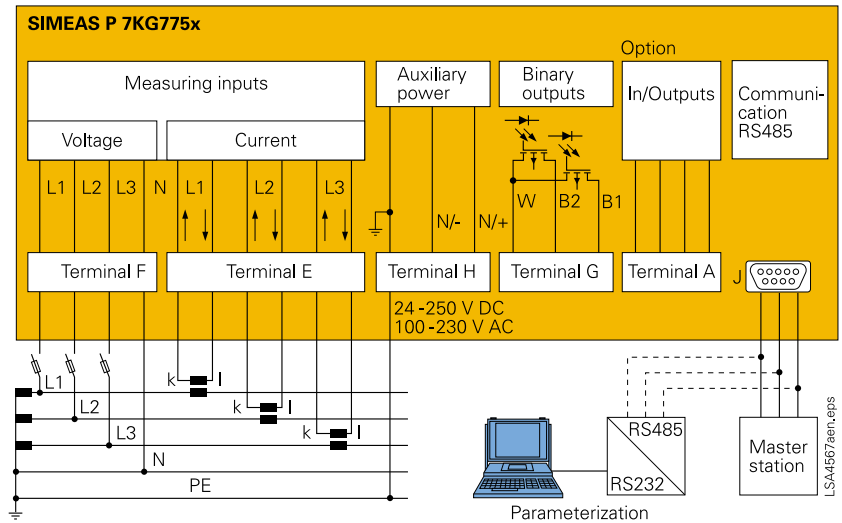 SIMEAS P 7KG775x
Option
Measuring inputs
Auxiliary
power
Binary
outputs
In/Outputs
Communi-
cation
RS485
Voltage
Current
L1 L2 L3 N L1 L2 L3
N/- N/+
W B2 B1
Terminal F
Terminal E
Terminal H
Terminal G
Terminal A
J
24-250 V DC
100-230 V AC
L1
k l
L2
k l
L3
k l
N
PE
RS485
RS232
Master
station
Parameterization
LSA4567aen.eps